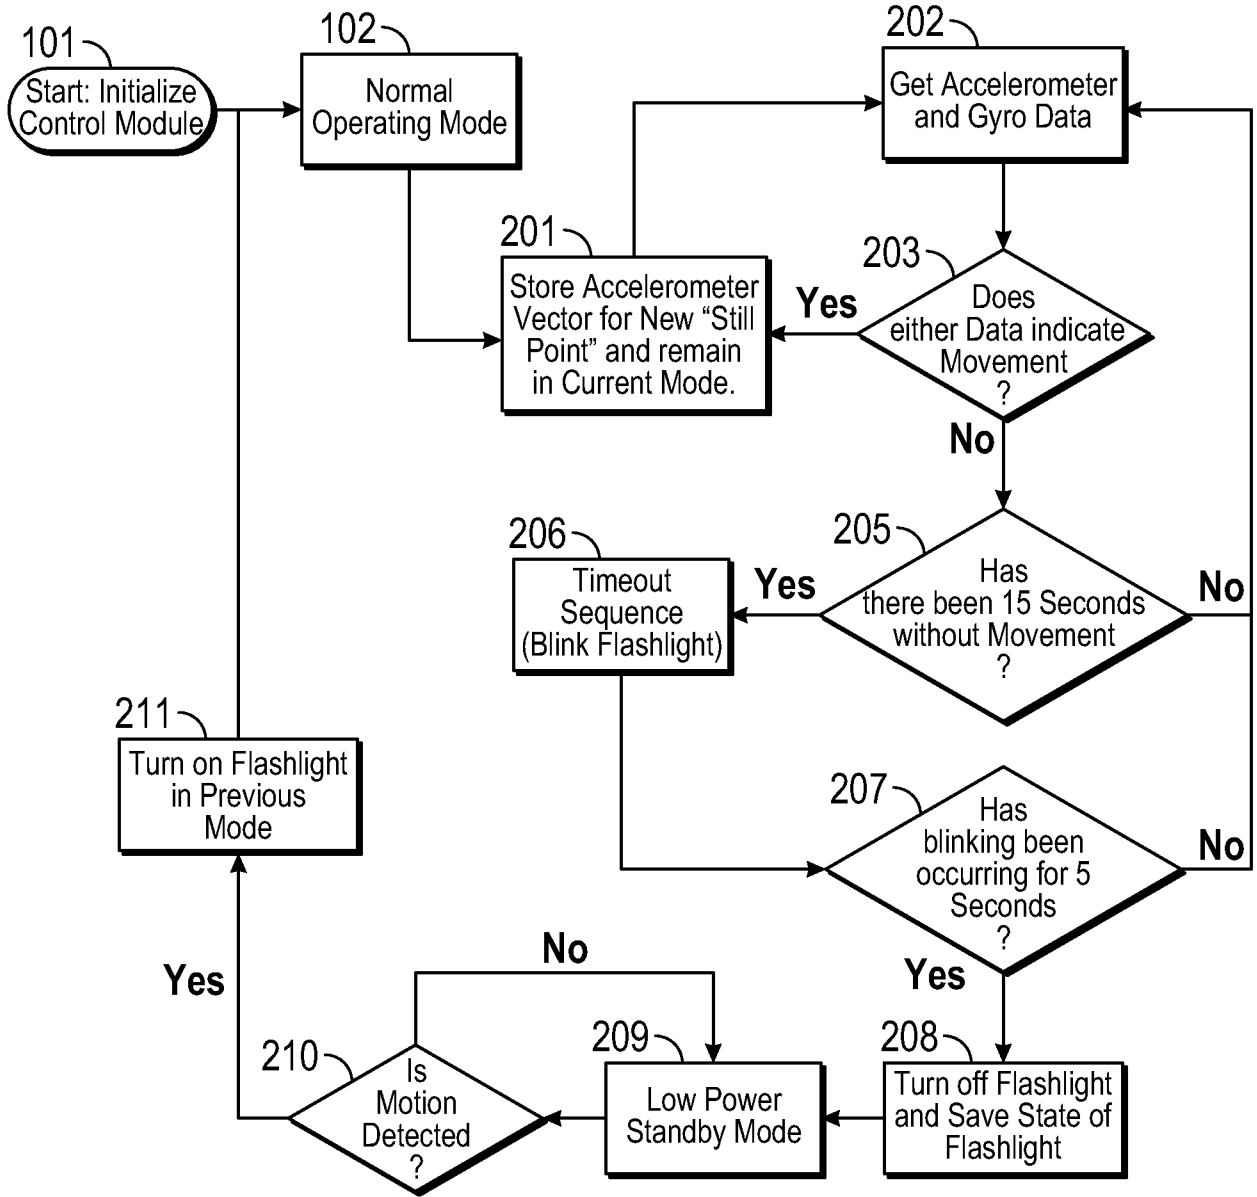 101
Start: Initialize
Control Module
102
Normal
Operating Mode
202
Get Accelerometer
and Gyro Data
201
Store Accelerometer
Vector for New “Still
Point” and remain
in Current Mode.
Yes
203
Does
either Data indicate
Movement
?
No
206
Timeout
Sequence
(Blink Flashlight)
Yes
205
Has
there been 15 Seconds
without Movement
?
No
211
Turn on Flashlight
in Previous
Mode
207
Has
blinking been
occurring for 5
Seconds
?
No
Yes
No
Yes
210
Is
Motion
Detected
?
209
Low Power
Standby Mode
208
Turn off Flashlight
and Save State of
Flashlight